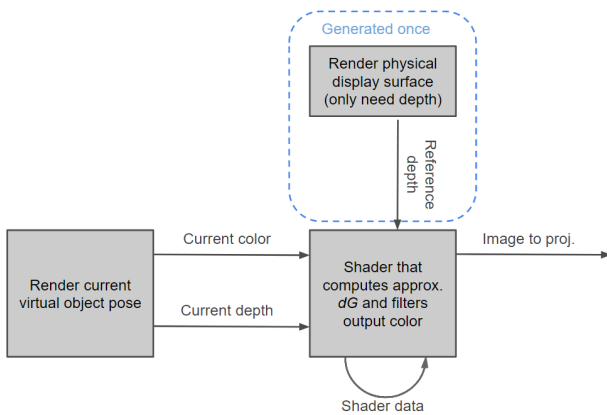 Generated once
Render physical
display surface
(only need depth)
Reference
depth
Current color
Image to proj.
Render current
virtual object pose
Shader that
computes approx.
dG and filters
output color
Current depth
Shader data